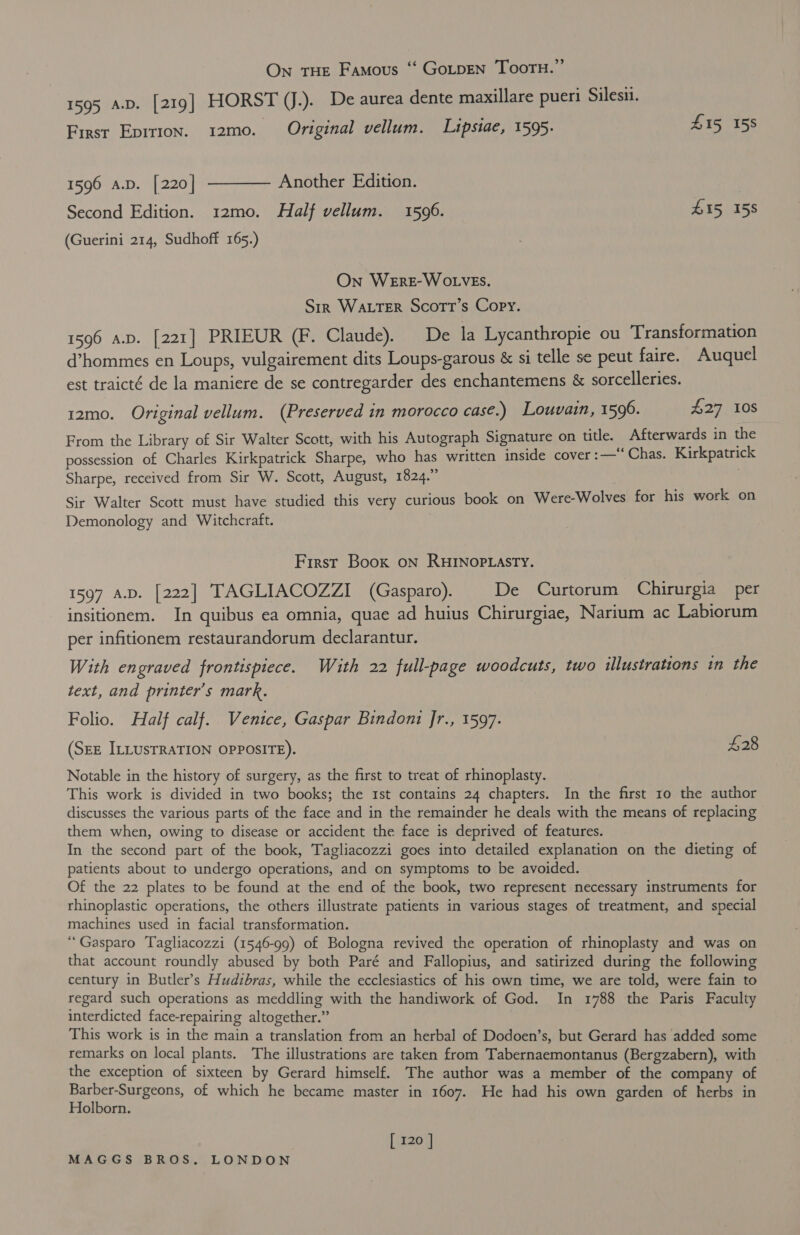 On the Famous “Golden Tooth.”
1595 A.D. [219] HORST (J.). De aurea dente maxillare pueri Silesii.
First Edition. 12mo. Original vellum. Lipsiae, 1595. £15 15s
1596 A.D. [220] ——— Another Edition.
Second Edition. 12mo. Half vellum. 1596. £15 15s
(Guerini 214, Sudhoff 165.)
On Were-Wolves.
Sir Walter Scott’s Copy.
1596 A.D. [221] PRIEUR (F. Claude). De la Lycanthropie ou Transformation
d’hommes en Loups, vulgairement dits Loups-garous & si telle se peut faire. Auquel
est traicté de la maniere de se contregarder des enchantemens & sorcelleries.
12mo. Original vellum. (Preserved in morocco case.) Louvain, 1596. £27 10s
From the Library of Sir Walter Scott, with his Autograph Signature on title. Afterwards in the
possession of Charles Kirkpatrick Sharpe, who has written inside cover:—“Chas. Kirkpatrick
Sharpe, received from Sir W. Scott, August, 1824.”
Sir Walter Scott must have studied this very curious book on Were-Wolves for his work on
Demonology and Witchcraft.
First Book on Rhinoplasty.
1597 A.D. [222] TAGLIACOZZI (Gasparo). De Curtorum Chirurgia per
insitionem. In quibus ea omnia, quae ad huius Chirurgiae, Narium ac Labiorum
per infitionem restaurandorum declarantur.
With engraved frontispiece. With 22 full-page woodcuts, two illustrations in the
text, and printer’s mark.
Folio. Half calf. Venice, Gaspar Bindoni Jr., 1597.
(See Illustration opposite). £28
Notable in the history of surgery, as the first to treat of rhinoplasty.
This work is divided in two books; the 1st contains 24 chapters. In the first 10 the author
discusses the various parts of the face and in the remainder he deals with the means of replacing
them when, owing to disease or accident the face is deprived of features.
In the second part of the book, Tagliacozzi goes into detailed explanation on the dieting of
patients about to undergo operations, and on symptoms to be avoided.
Of the 22 plates to be found at the end of the book, two represent necessary instruments for
rhinoplastic operations, the others illustrate patients in various stages of treatment, and special
machines used in facial transformation.
“Gasparo Tagliacozzi (1546-99) of Bologna revived the operation of rhinoplasty and was on
that account roundly abused by both Paré and Fallopius, and satirized during the following
century in Butler’s Hudibras, while the ecclesiastics of his own time, we are told, were fain to
regard such operations as meddling with the handiwork of God. In 1788 the Paris Faculty
interdicted face-repairing altogether.”
This work is in the main a translation from an herbal of Dodoen’s, but Gerard has added some
remarks on local plants. The illustrations are taken from Tabernaemontanus (Bergzabern), with
the exception of sixteen by Gerard himself. The author was a member of the company of
Barber-Surgeons, of which he became master in 1607. He had his own garden of herbs in
Holborn.
[ 120 ]
MAGGS BROS. LONDON